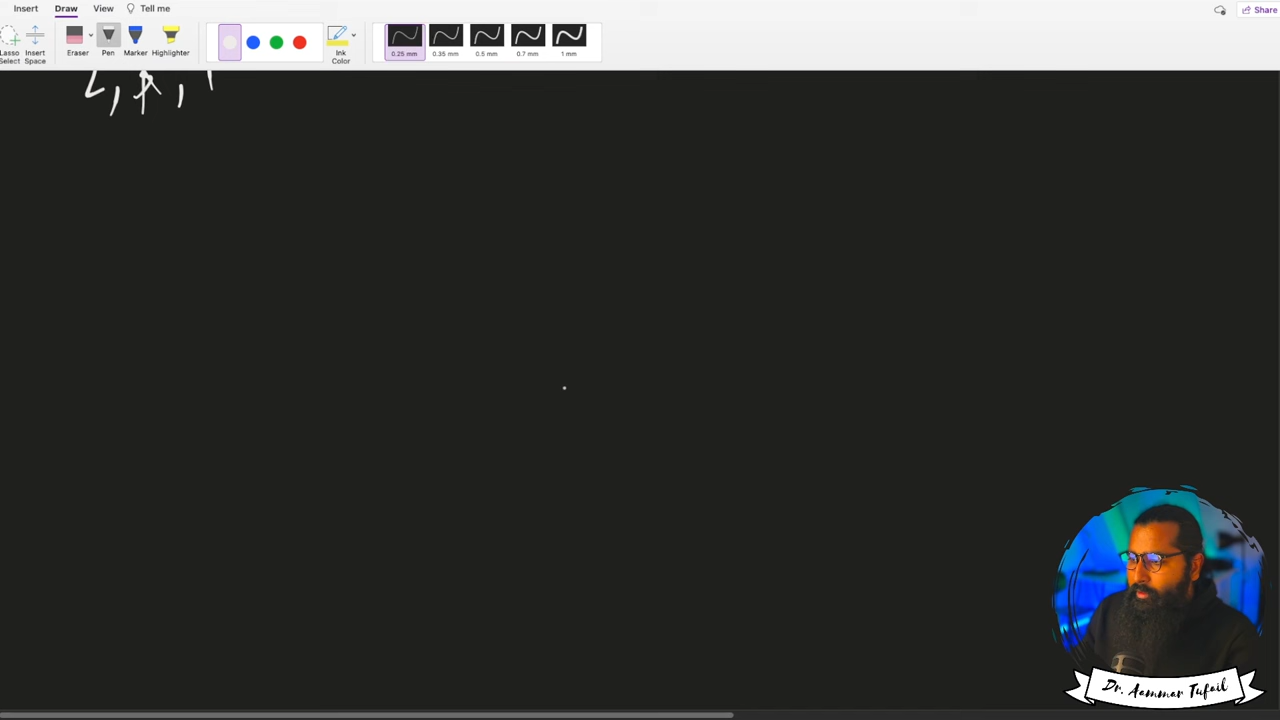 Insert Draw View Tell me
Share
Lasso Select
Insert Space
Eraser
Pen
Marker
Highlighter
Ink Color
0.25 mm
0.35 mm
0.5 mm
0.7 mm
1 mm
Dr. Aammar Tufail